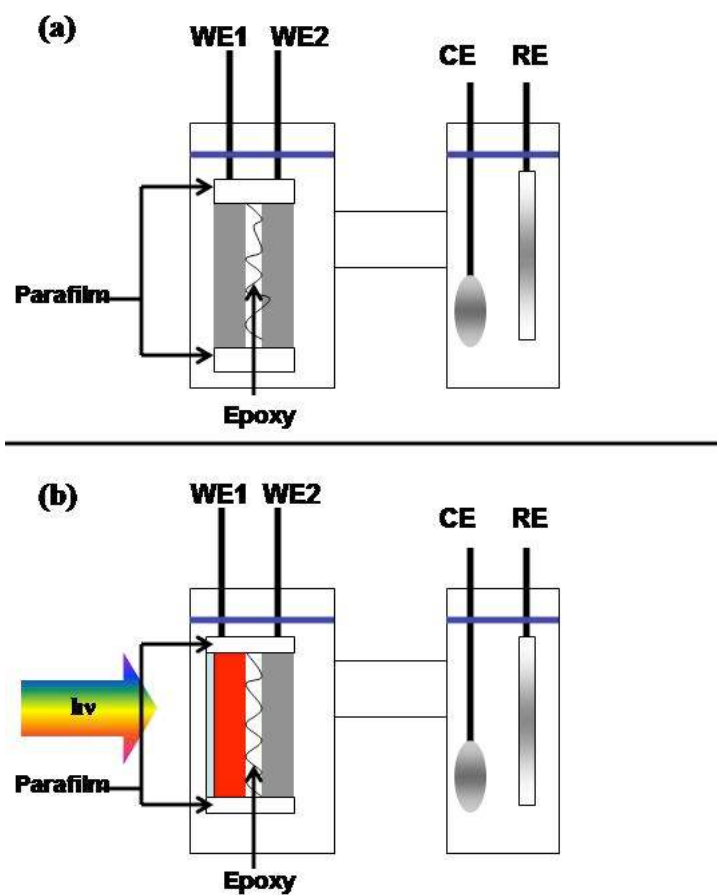 (a)
WE1 WE2
CE RE
Parafilm
Epoxy
(b)
WE1 WE2
CE RE
hν
Parafilm
Epoxy